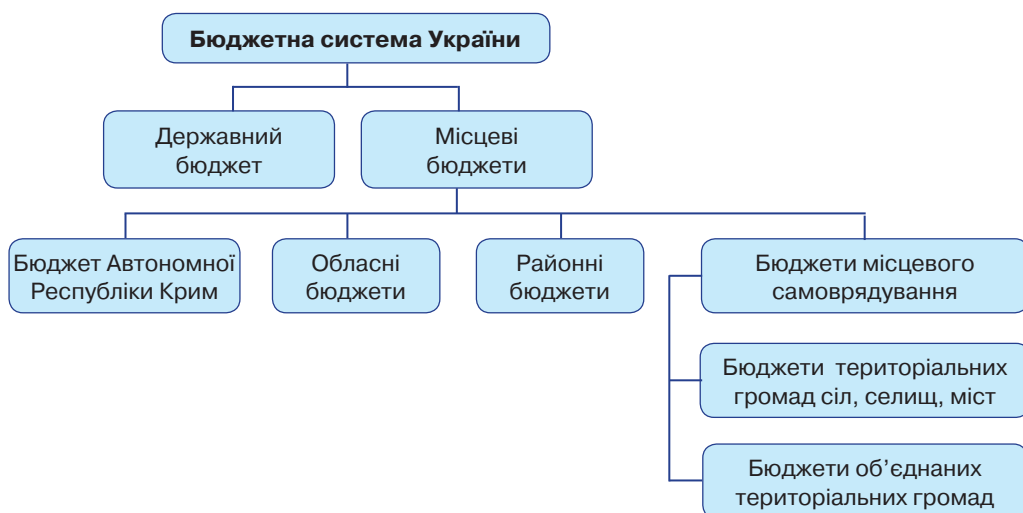 Бюджетна система України
Державний
бюджет
Місцеві
бюджети
Бюджет Автономної
Республіки Крим
Обласні
бюджети
Районні
бюджети
Бюджети місцевого
самоврядування
Бюджети територіальних
громад сіл, селищ, міст
Бюджети об’єднаних
територіальних громад